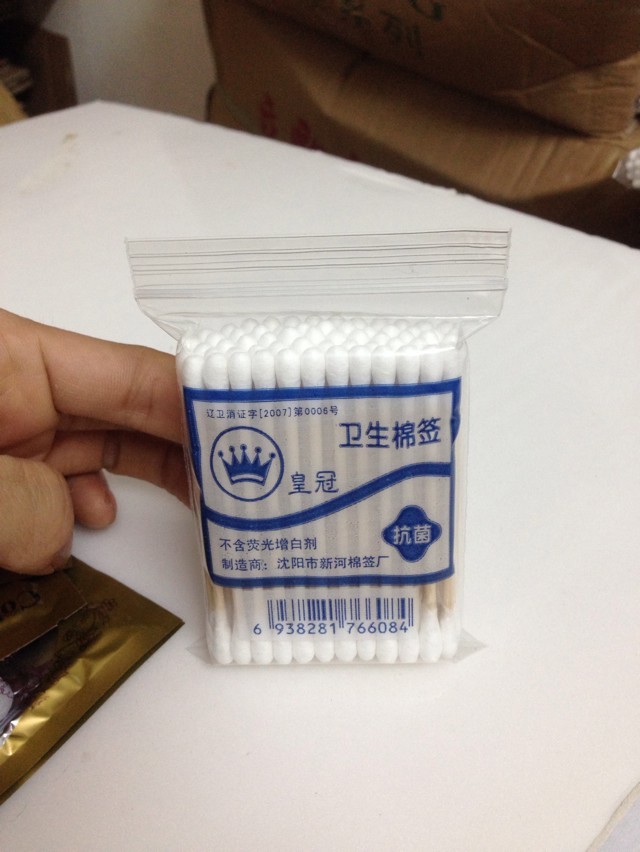 系列
辽卫消证字[2007]第0006号
卫生棉签
皇冠
抗菌
不含荧光增白剂
制造商：沈阳市新河棉签厂
6 938281 766084